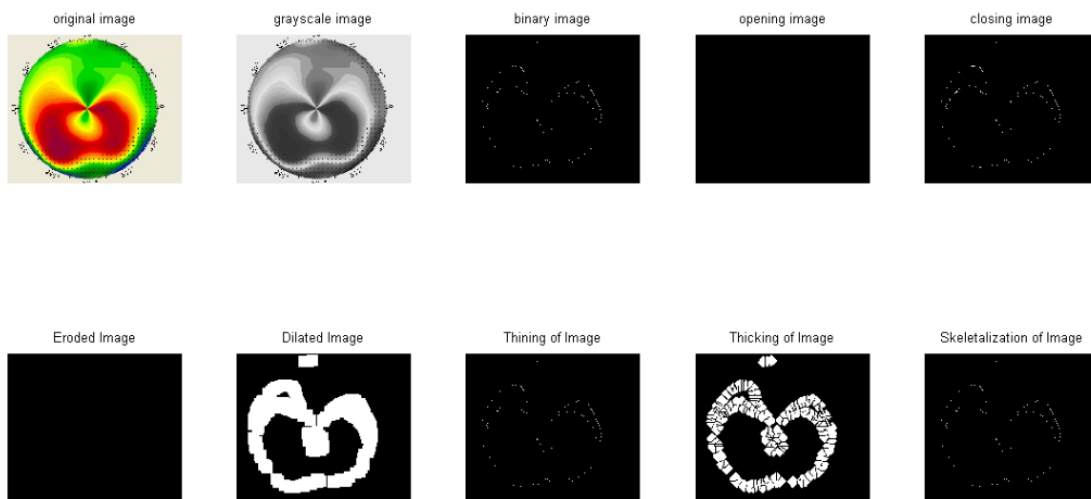 original image
grayscale image
binary image
opening image
closing image
Eroded Image
Dilated Image
Thining of Image
Thicking of Image
Skeletalization of Image